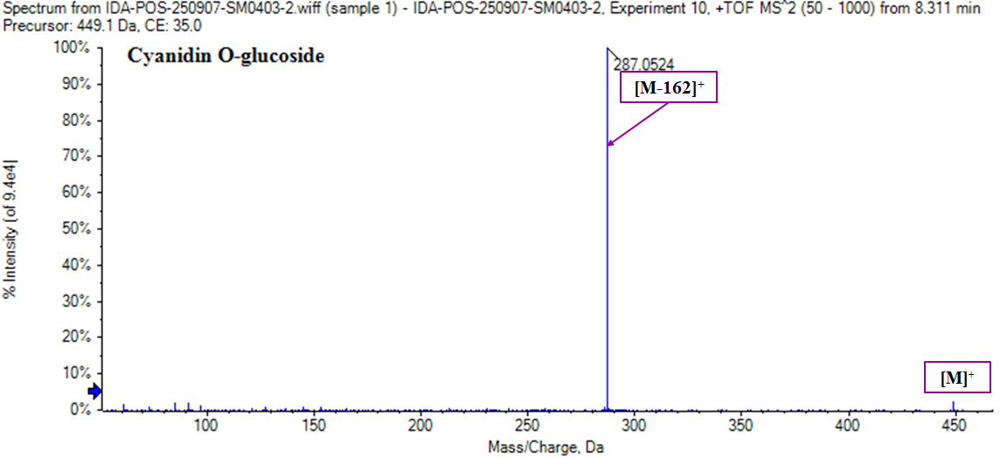 Spectrum from IDA-POS-250907-SM0403-2.wiff (sample 1) - IDA-POS-250907-SM0403-2, Experiment 10, +TOF MS^2 (50 - 1000) from 8.311 min
Precursor: 449.1 Da, CE: 35.0
100%
Cyanidin O-glucoside
287.0524
90%
[M-162]+
80%
70%
60%
% Intensity (of 9.4e4)
50%
40%
30%
20%
10%
[M]+
0%
100 150 200 250 300 350 400 450
Mass/Charge, Da